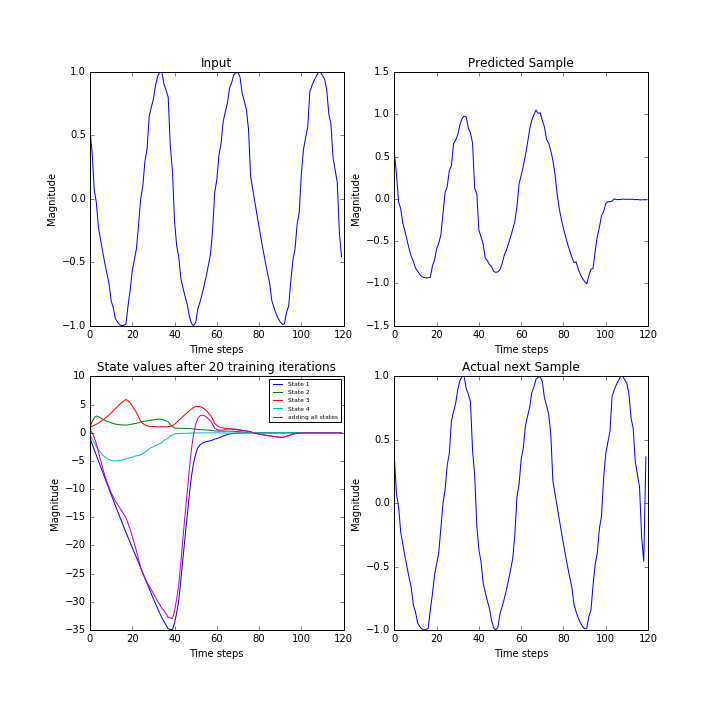 Input
1.0
0.5
0.0
−0.5
−1.0
Magnitude
0 20 40 60 80 100 120
Time steps
Predicted Sample
1.5
1.0
0.5
0.0
−0.5
−1.0
−1.5
Magnitude
0 20 40 60 80 100 120
Time steps
State values after 20 training iterations
10
5
0
−5
−10
−15
−20
−25
−30
−35
Magnitude
State 1
State 2
State 3
State 4
adding all states
0 20 40 60 80 100 120
Time steps
Actual next Sample
1.0
0.5
0.0
−0.5
−1.0
Magnitude
0 20 40 60 80 100 120
Time steps